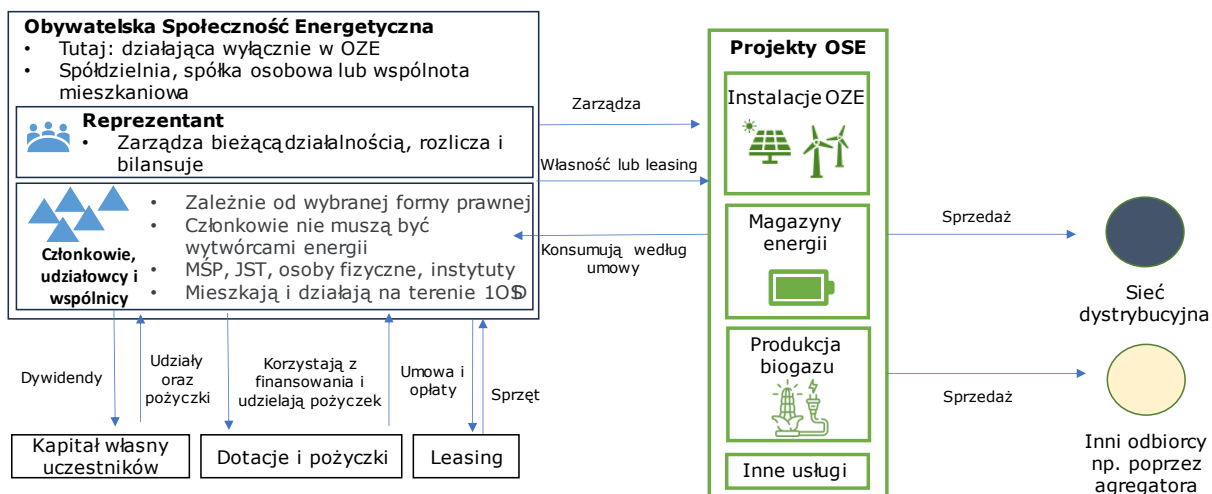 Obywatelska Społeczność Energetyczna
• Tutaj: działająca wyłącznie w OZE
• Spółdzielnia, spółka osobowa lub wspólnota
mieszkaniowa
Reprezentant
• Zarządza bieżącą działalnością, rozlicza i
bilansuje
Członkowie,
udziałowcy i
wspólnicy
• Zależnie od wybranej formy prawnej
• Członkowie nie muszą być
wytwórcami energii
• MŚP, JST, osoby fizyczne, instytuty
• Mieszkają i działają na terenie 1OSD
Zarządza
Własność lub leasing
Konsumują według
umowy
Projekty OSE
Instalacje OZE
Magazyny
energii
Produkcja
biogazu
Inne usługi
Sprzedaż
Sieć
dystrybucyjna
Sprzedaż
Inni odbiorcy
np. poprzez
agregatora
Dywidendy
Udziały
oraz
pożyczki
Korzystają z
finansowania i
udzielają pożyczek
Umowa i
opłaty
Sprzęt
Kapitał własny
uczestników
Dotacje i pożyczki
Leasing